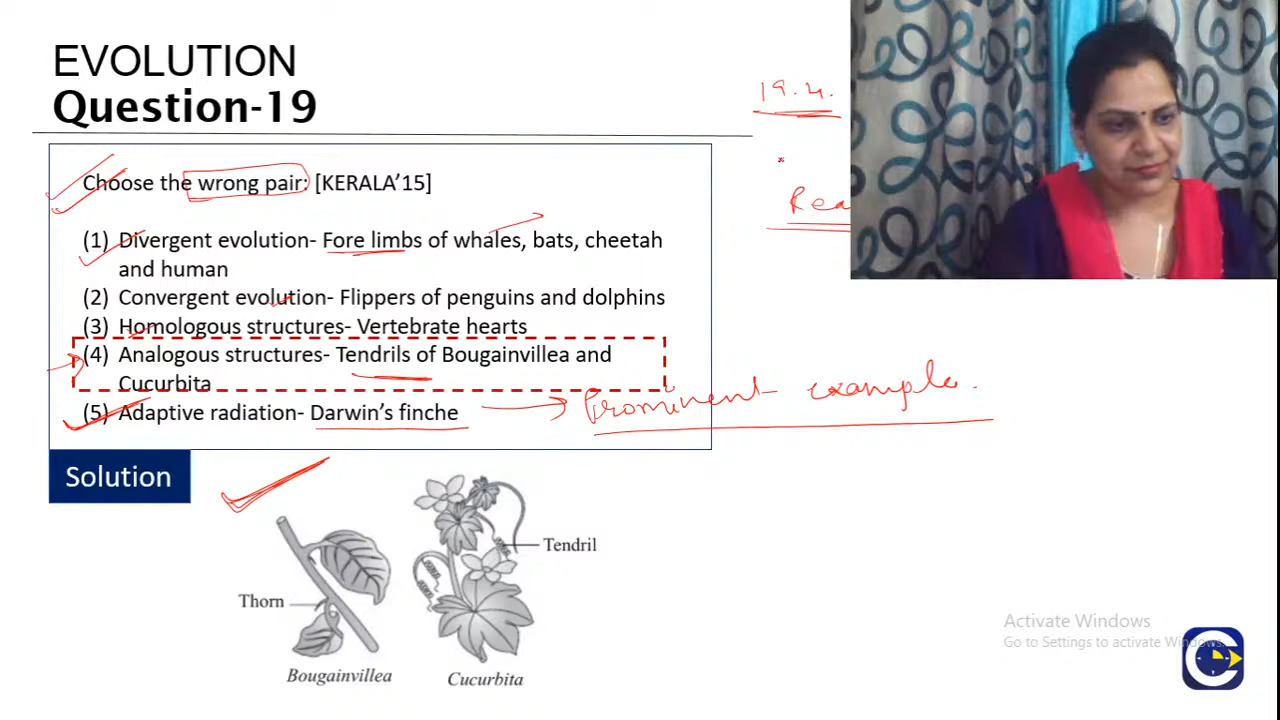 EVOLUTION
Question-19
19.4.
Choose the wrong pair: [KERALA'15]
Rea
(1) Divergent evolution- Fore limbs of whales, bats, cheetah
and human
(2) Convergent evolution- Flippers of penguins and dolphins
(3) Homologous structures- Vertebrate hearts
(4) Analogous structures- Tendrils of Bougainvillea and
Cucurbita
(5) Adaptive radiation- Darwin's finche
Prominent example.
Solution
Tendril
Thorn
Bougainvillea
Cucurbita
Activate Windows
Go to Settings to activate Windows.